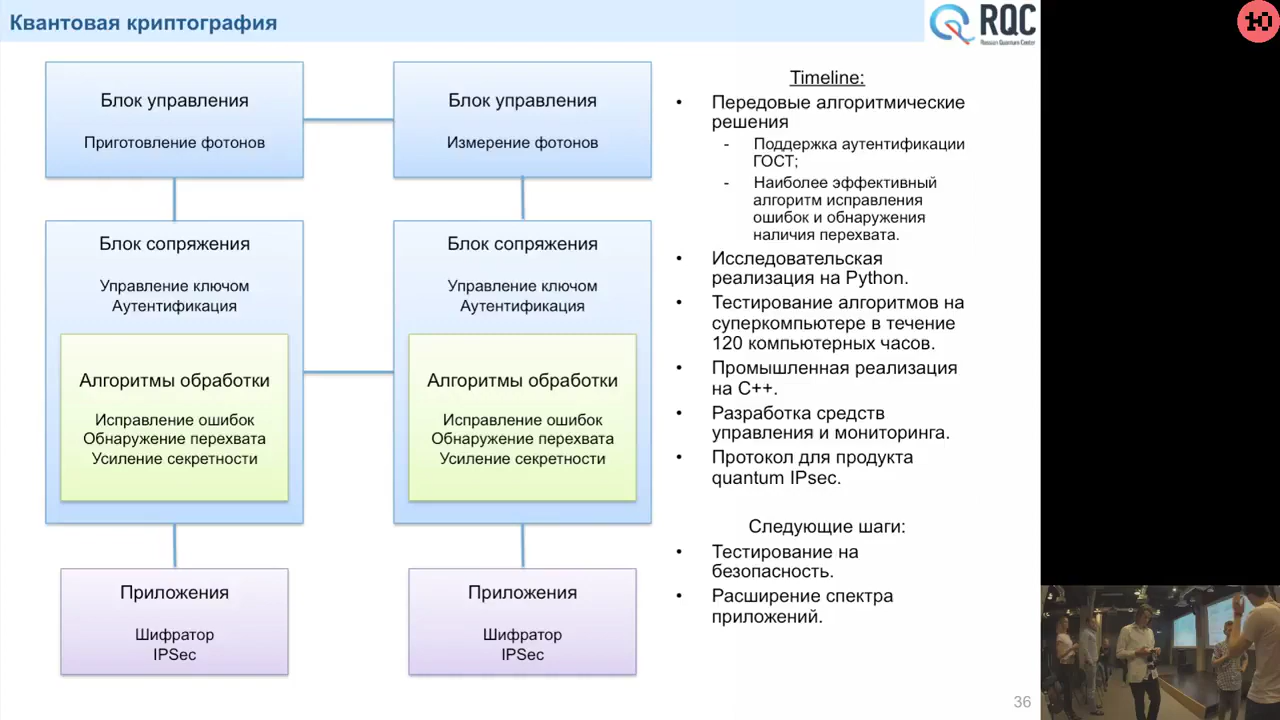 Квантовая криптография
RQC
Russian Quantum Center
Ю
Блок управления
Приготовление фотонов
Блок управления
Измерение фотонов
Блок сопряжения
Управление ключом
Аутентификация
Алгоритмы обработки
Исправление ошибок
Обнаружение перехвата
Усиление секретности
Блок сопряжения
Управление ключом
Аутентификация
Алгоритмы обработки
Исправление ошибок
Обнаружение перехвата
Усиление секретности
Приложения
Шифратор
IPSec
Приложения
Шифратор
IPSec
Timeline:
• Передовые алгоритмические
решения
- Поддержка аутентификации
ГОСТ;
- Наиболее эффективный
алгоритм исправления
ошибок и обнаружения
наличия перехвата.
• Исследовательская
реализация на Python.
• Тестирование алгоритмов на
суперкомпьютере в течение
120 компьютерных часов.
• Промышленная реализация
на C++.
• Разработка средств
управления и мониторинга.
• Протокол для продукта
quantum IPsec.
Следующие шаги:
• Тестирование на
безопасность.
• Расширение спектра
приложений.
36